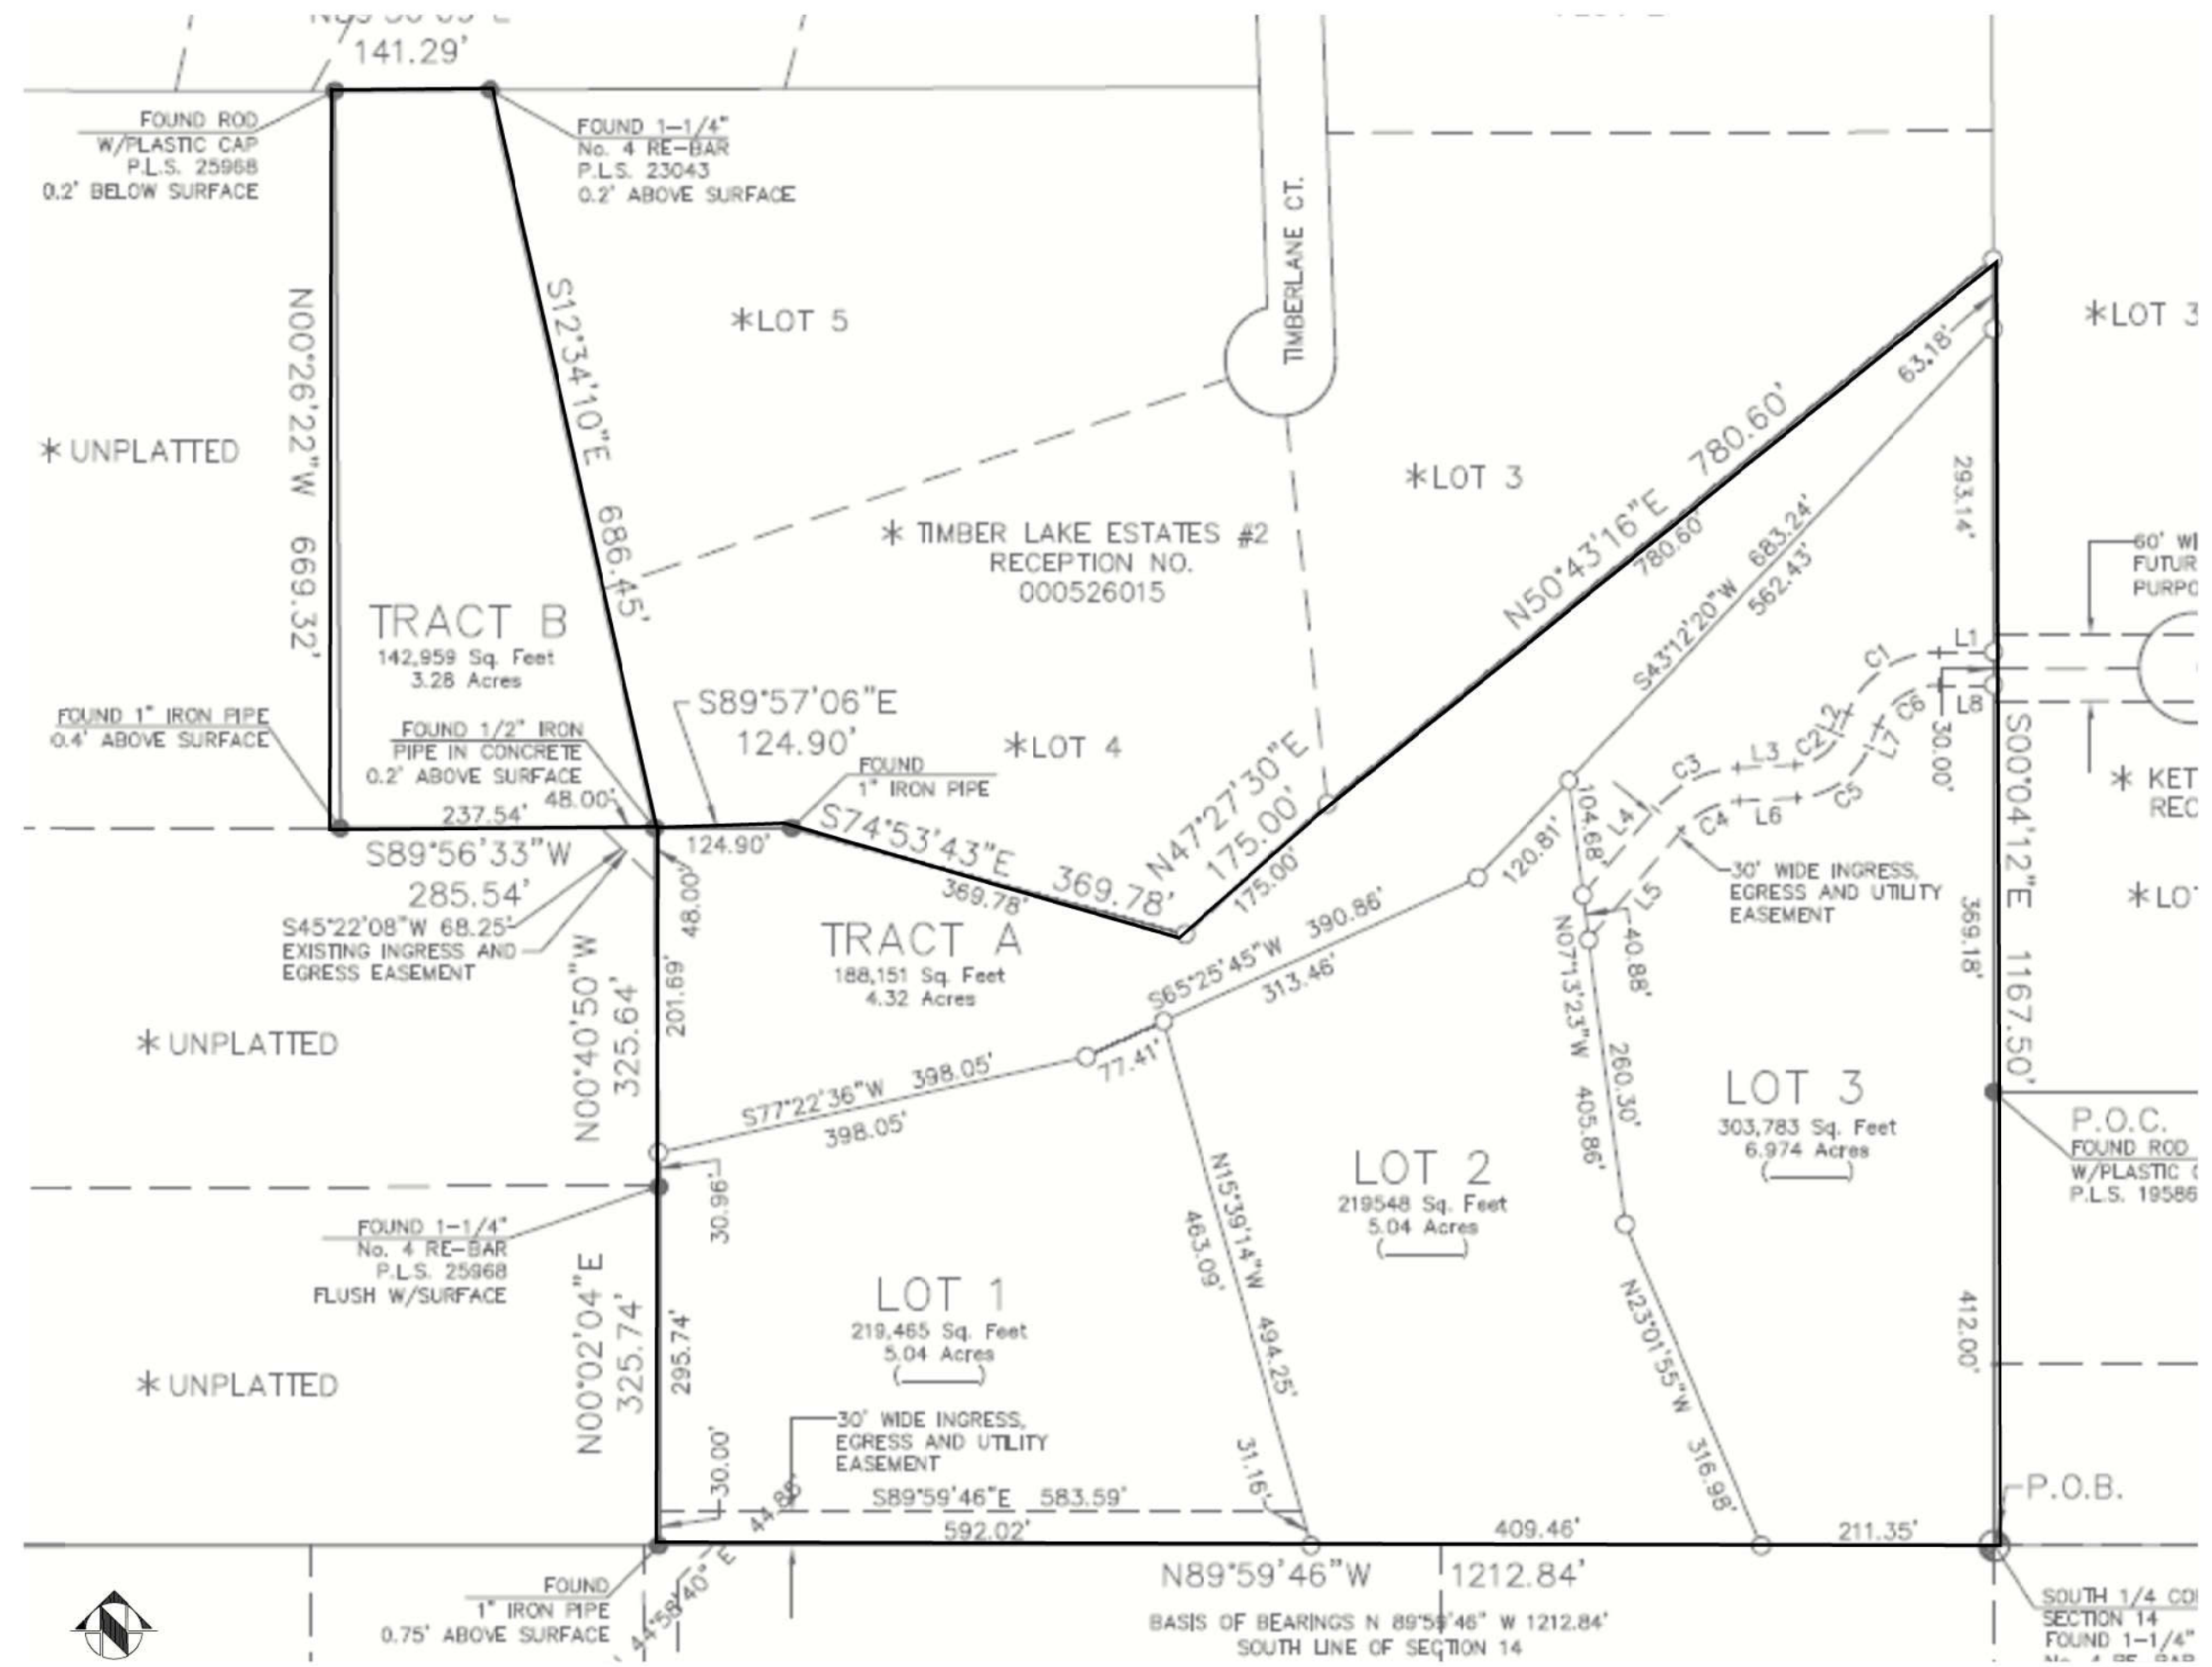 141.29'
FOUND ROD
W/PLASTIC CAP
P.L.S. 25968
0.2' BELOW SURFACE
FOUND 1-1/4"
No. 4 RE-BAR
P.L.S. 23043
0.2' ABOVE SURFACE
TIMBERLANE CT.
N00°26'22"W 669.32'
S12°34'10"E 686.45'
*LOT 5
*LOT 3
*LOT 3
* UNPLATTED
* TIMBER LAKE ESTATES #2
RECEPTION NO.
000526015
N50°43'16"E 780.60'
780.60'
63.18'
S43°12'20"W 683.24'
562.43'
293.14'
60' WI
FUTUR
PURPO
TRACT B
142,959 Sq. Feet
3.28 Acres
FOUND 1" IRON PIPE
0.4' ABOVE SURFACE
FOUND 1/2" IRON
PIPE IN CONCRETE
0.2' ABOVE SURFACE
237.54'
48.00'
S89°56'33"W
285.54'
S89°57'06"E
124.90'
124.90'
FOUND
1" IRON PIPE
*LOT 4
S74°53'43"E 369.78'
369.78'
N47°27'30"E
175.00'
175.00'
L1
C1
L2
C2
L3
C3
L4
L8
C6
L7
C5
L6
C4
L5
30.00'
104.68'
120.81'
30' WIDE INGRESS,
EGRESS AND UTILITY
EASEMENT
* KET
REC
*LOT
S00°04'12"E 1167.50'
369.18'
S45°22'08"W 68.25'
EXISTING INGRESS AND
EGRESS EASEMENT
48.00'
201.69'
N00°40'50"W
325.64'
TRACT A
188,151 Sq. Feet
4.32 Acres
S65°25'45"W 390.86'
313.46'
77.41'
40.88'
N07°13'23"W 405.86'
260.30'
* UNPLATTED
S77°22'36"W 398.05'
398.05'
LOT 3
303,783 Sq. Feet
6.974 Acres
(______)
P.O.C.
FOUND ROD
W/PLASTIC C
P.L.S. 19586
LOT 2
219548 Sq. Feet
5.04 Acres
(______)
N15°39'14"W 494.25'
463.09'
30.96'
FOUND 1-1/4"
No. 4 RE-BAR
P.L.S. 25968
FLUSH W/SURFACE
N00°02'04"E
325.74'
295.74'
LOT 1
219,465 Sq. Feet
5.04 Acres
(______)
* UNPLATTED
N23°01'55"W 316.98'
412.00'
30' WIDE INGRESS,
EGRESS AND UTILITY
EASEMENT
30.00'
44.86'
S89°59'46"E 583.59'
31.16'
592.02'
409.46'
211.35'
P.O.B.
N89°59'46"W 1212.84'
BASIS OF BEARINGS N 89°59'46" W 1212.84'
SOUTH LINE OF SECTION 14
FOUND
1" IRON PIPE
0.75' ABOVE SURFACE
44°58'40" E
N
SOUTH 1/4 CO
SECTION 14
FOUND 1-1/4"